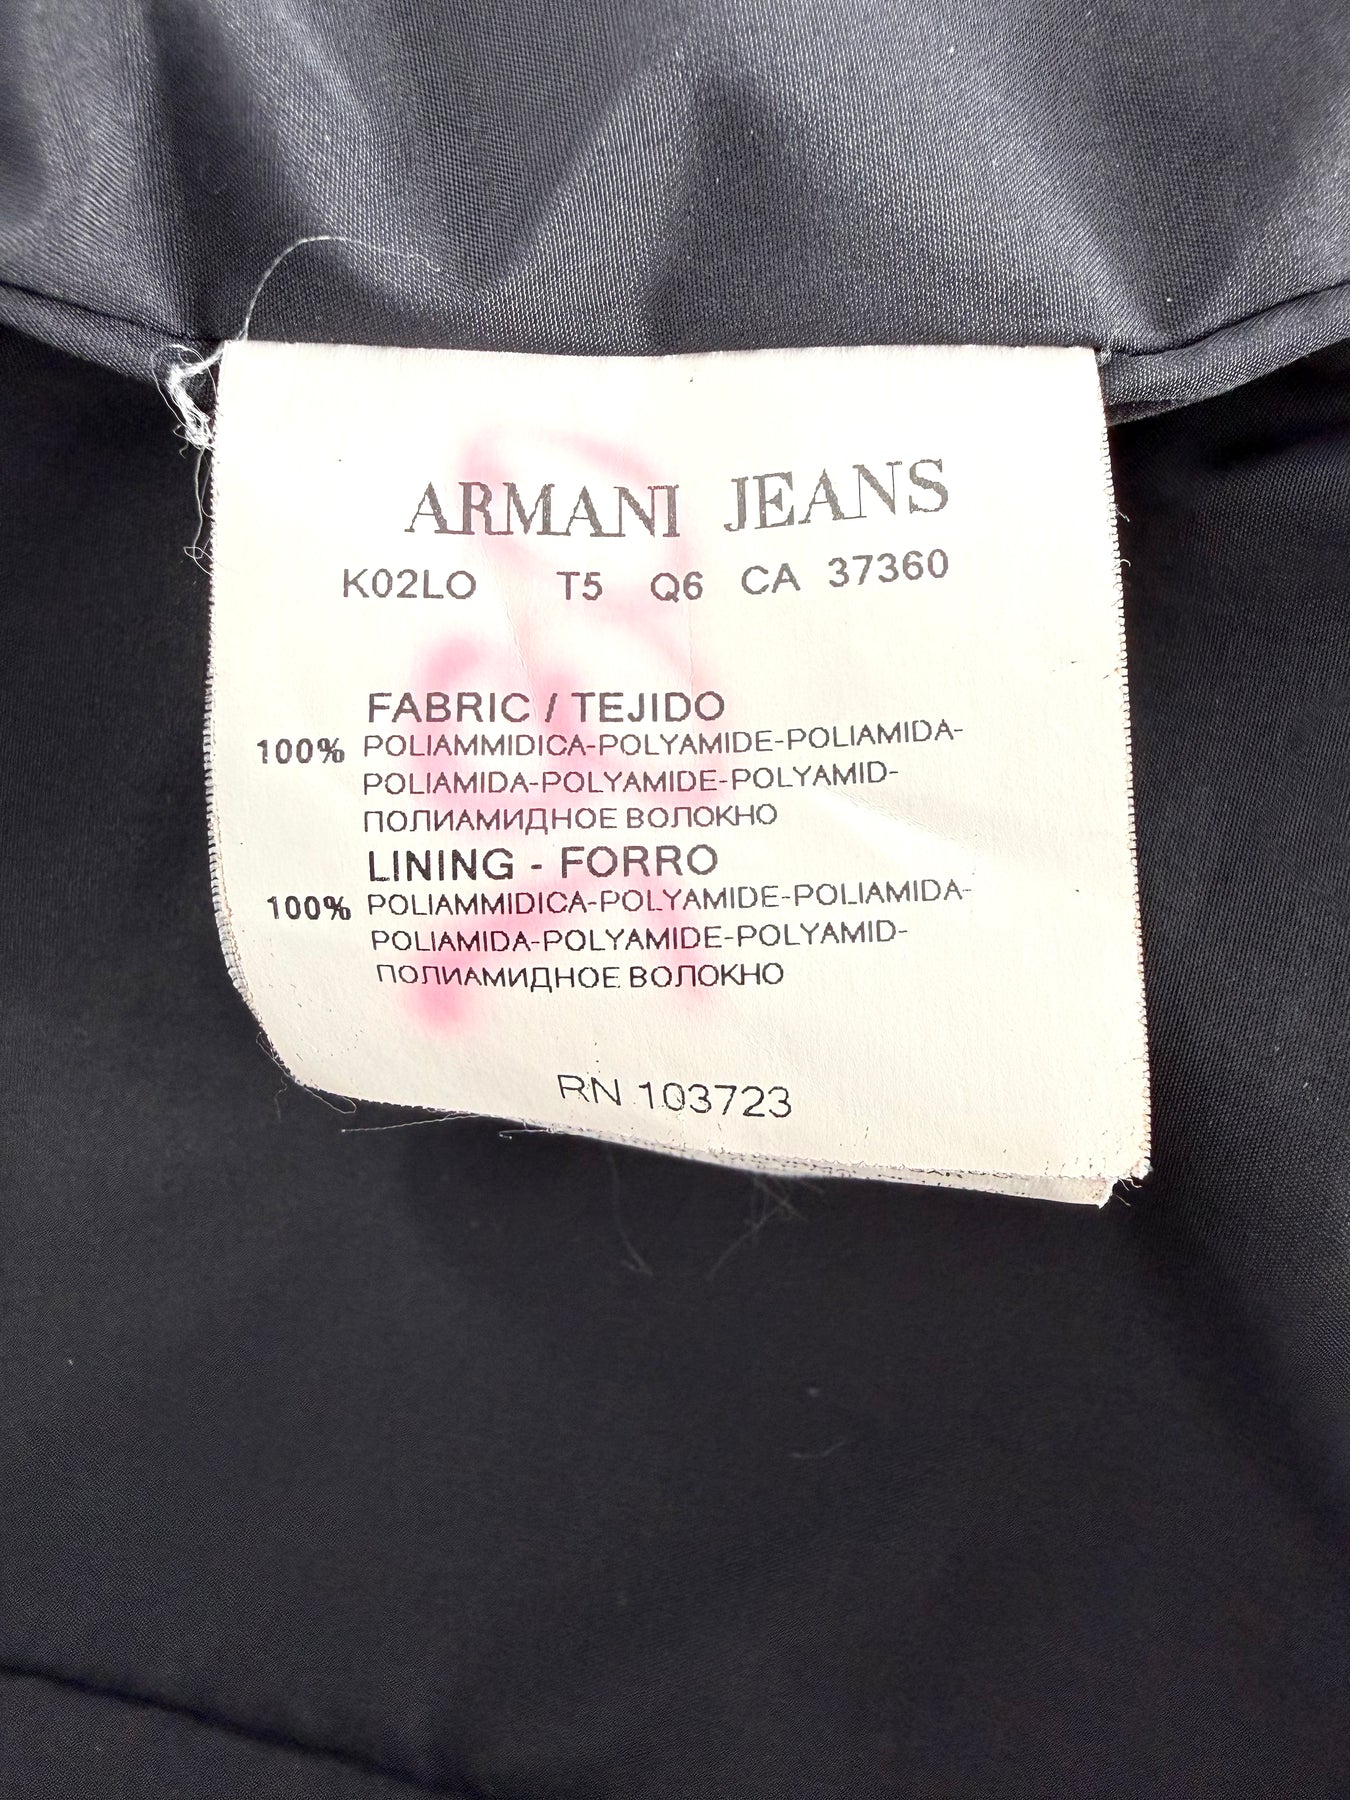 ARMANI JEANS
K02LO T5 Q6 CA 37360
FABRIC / TEJIDO
100% POLIAMMIDICA-POLYAMIDE-POLIAMIDA-
POLIAMIDA-POLYAMIDE-POLYAMID-
ПОЛИАМИДНОЕ ВОЛОКНО
LINING - FORRO
100% POLIAMMIDICA-POLYAMIDE-POLIAMIDA-
POLIAMIDA-POLYAMIDE-POLYAMID-
ПОЛИАМИДНОЕ ВОЛОКНО
RN 103723